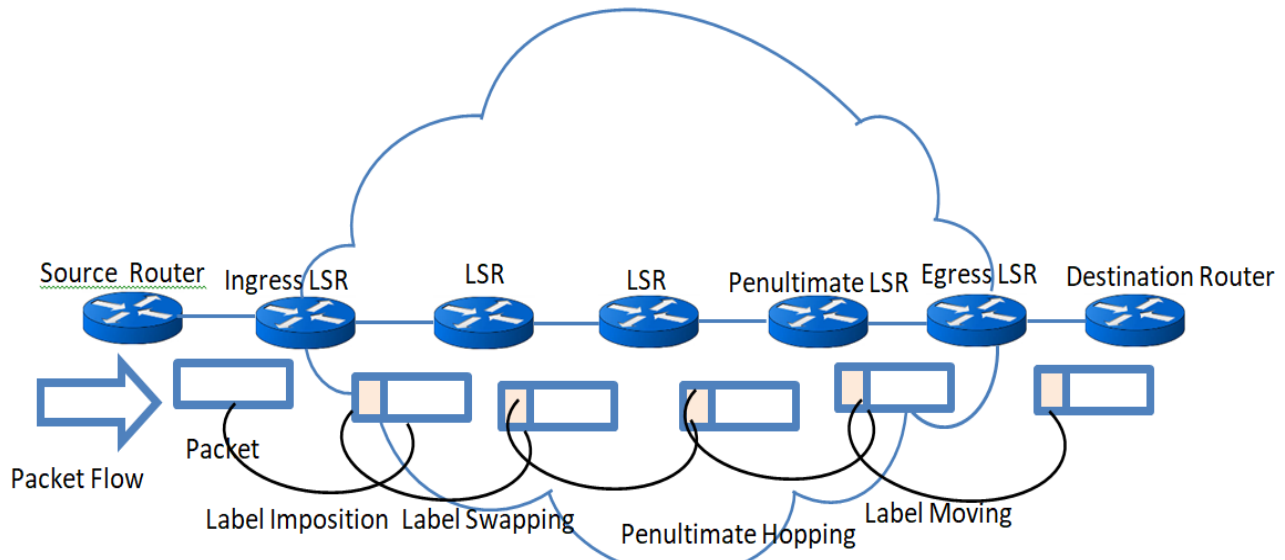 Source Router
Ingress LSR
LSR
LSR
Penultimate LSR
Egress LSR
Destination Router
Packet
Packet Flow
Label Imposition
Label Swapping
Penultimate Hopping
Label Moving